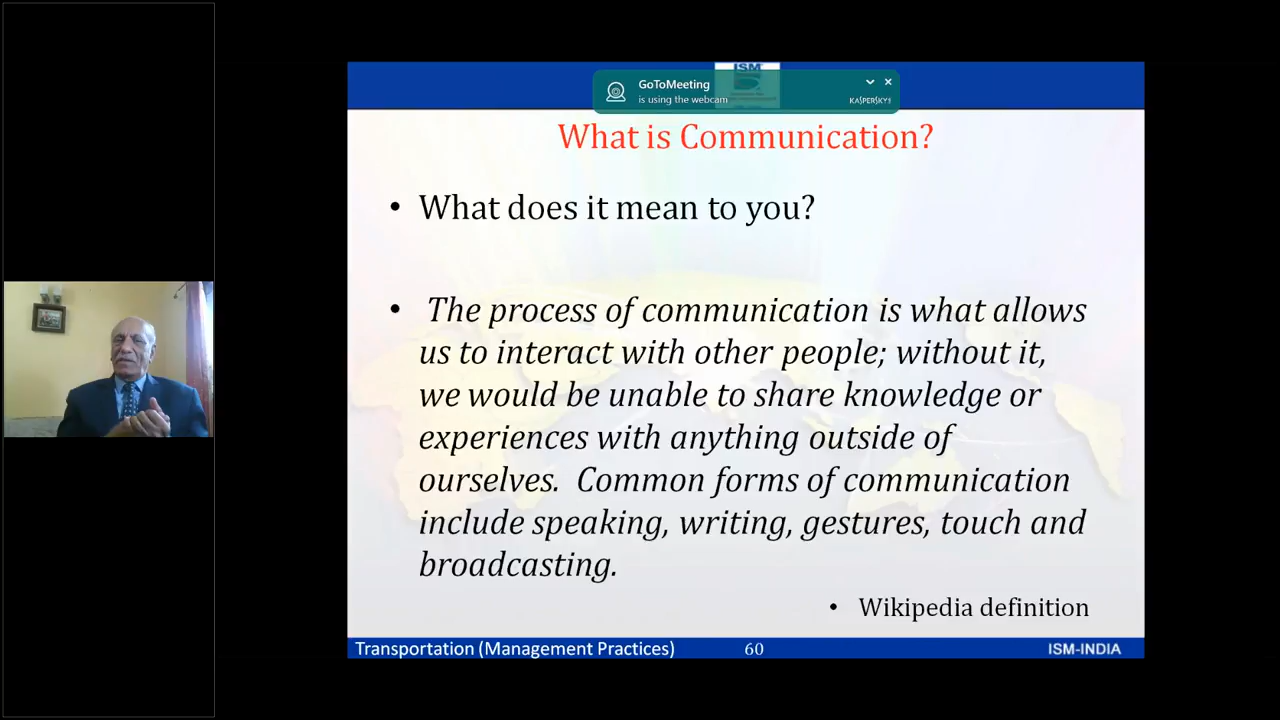 ISM
GoToMeeting
is using the webcam
KASPERSKY
What is Communication?
• What does it mean to you?
• The process of communication is what allows
us to interact with other people; without it,
we would be unable to share knowledge or
experiences with anything outside of
ourselves. Common forms of communication
include speaking, writing, gestures, touch and
broadcasting.
• Wikipedia definition
Transportation (Management Practices) 60 ISM-INDIA